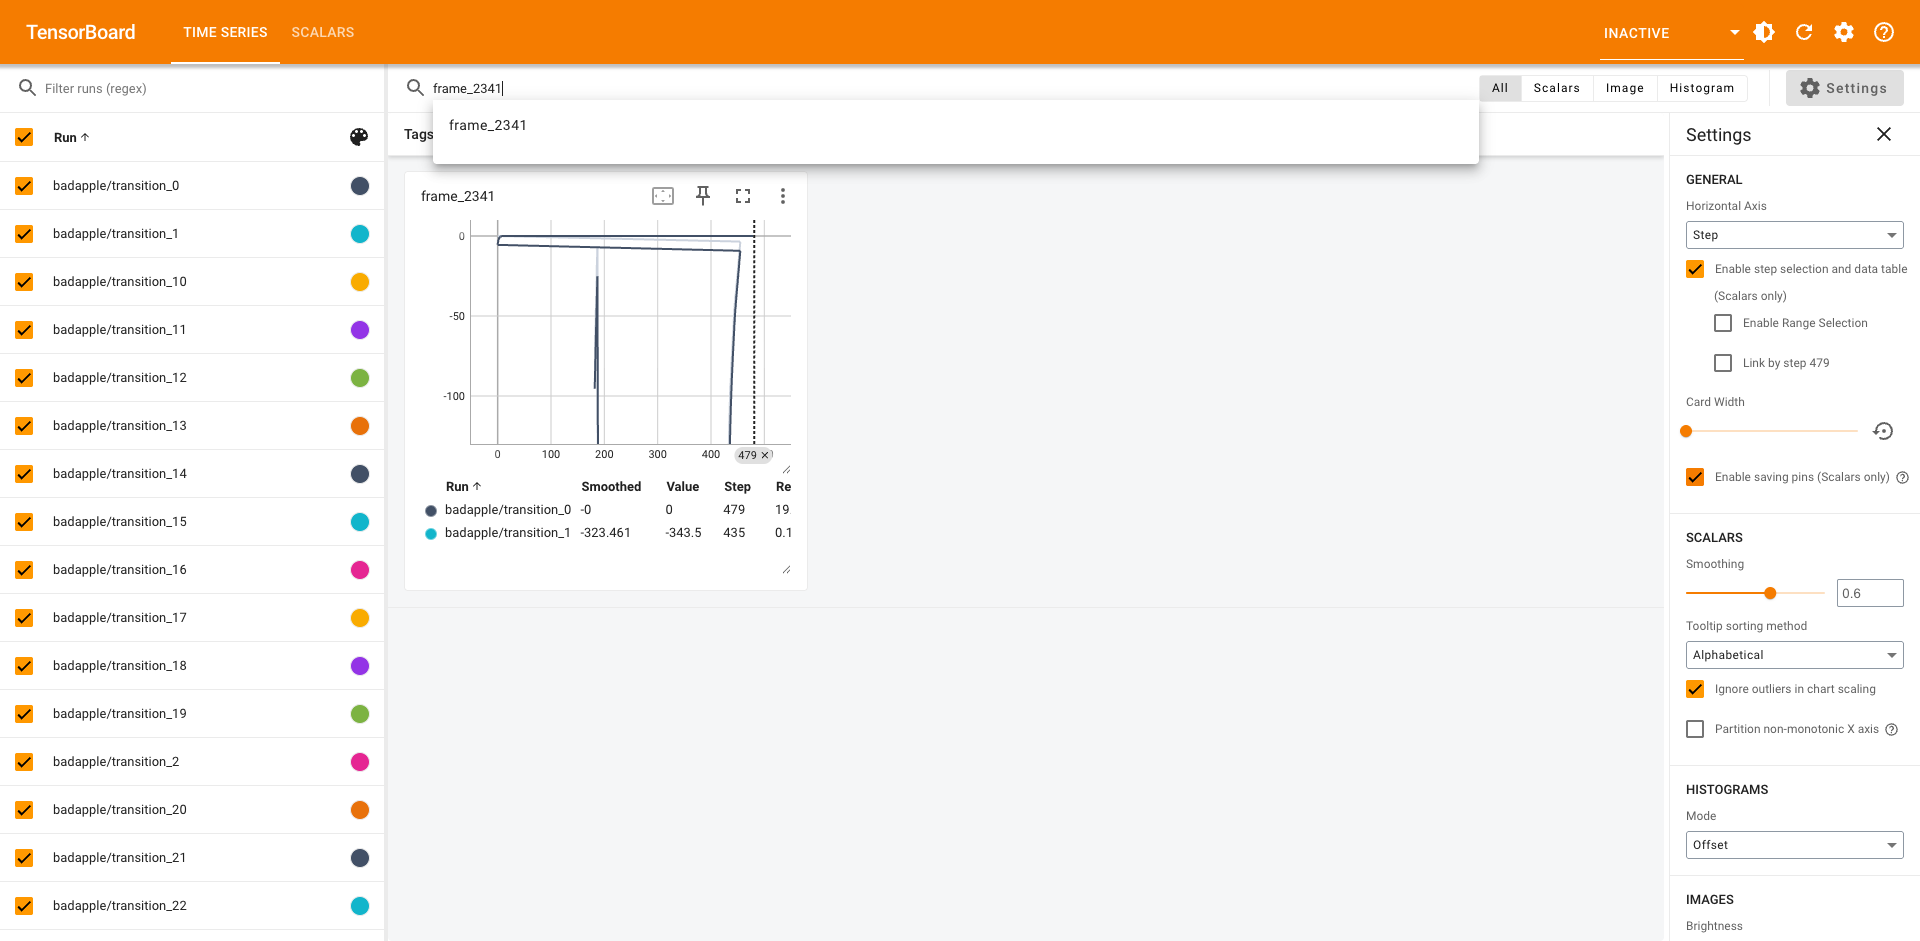 TensorBoard TIME SERIES SCALARS INACTIVE
Filter runs (regex)
Run
badapple/transition_0
badapple/transition_1
badapple/transition_10
badapple/transition_11
badapple/transition_12
badapple/transition_13
badapple/transition_14
badapple/transition_15
badapple/transition_16
badapple/transition_17
badapple/transition_18
badapple/transition_19
badapple/transition_2
badapple/transition_20
badapple/transition_21
badapple/transition_22
frame_2341
All Scalars Image Histogram Settings
frame_2341
Tags
frame_2341
0
-50
-100
0 100 200 300 400 479
Run Smoothed Value Step Re
badapple/transition_0 -0 0 479 19
badapple/transition_1 -323.461 -343.5 435 0.1
Settings
GENERAL
Horizontal Axis
Step
Enable step selection and data table
(Scalars only)
Enable Range Selection
Link by step 479
Card Width
Enable saving pins (Scalars only)
SCALARS
Smoothing
0.6
Tooltip sorting method
Alphabetical
Ignore outliers in chart scaling
Partition non-monotonic X axis
HISTOGRAMS
Mode
Offset
IMAGES
Brightness